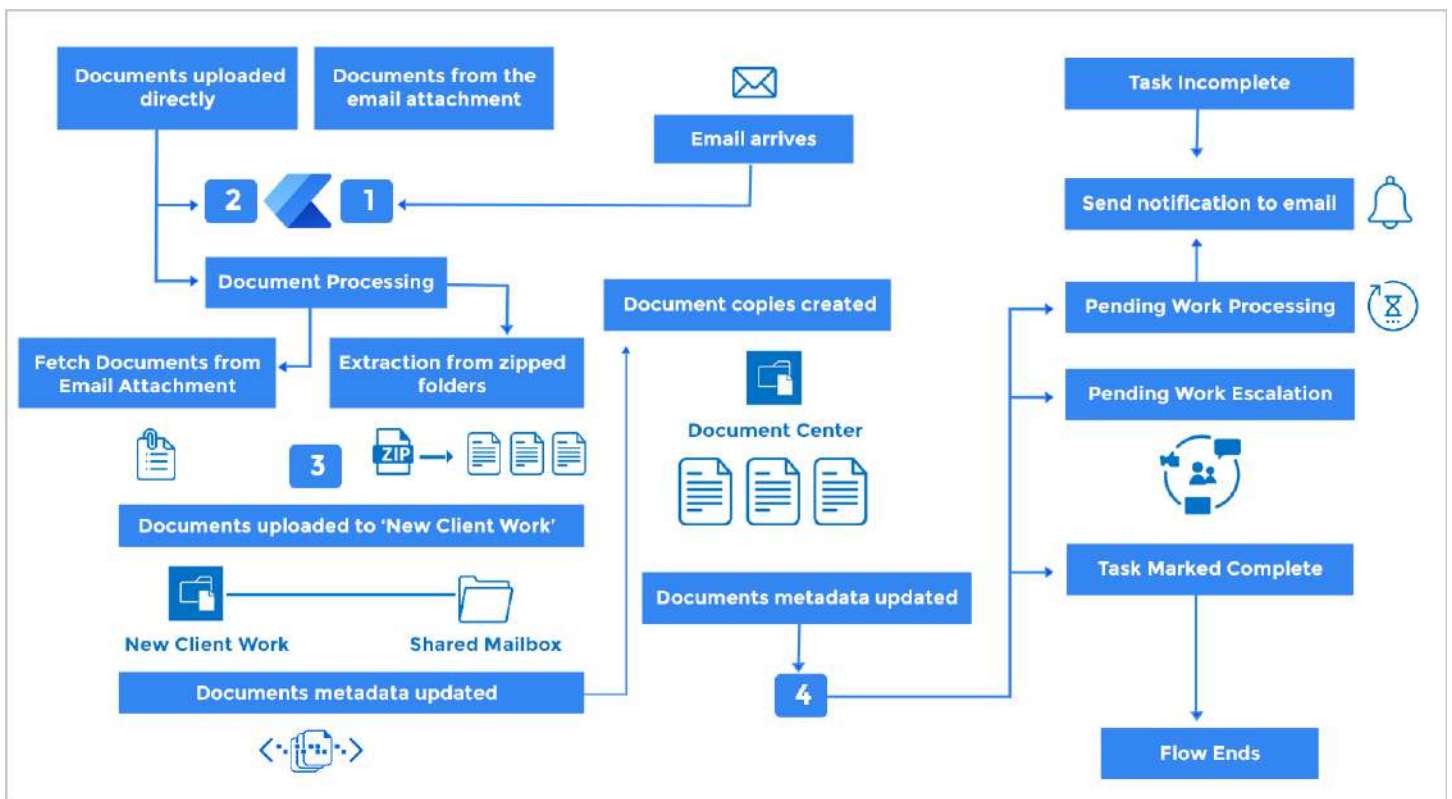 Documents uploaded
directly
Documents from the
email attachment
Email arrives
2
1
Document Processing
Fetch Documents from
Email Attachment
Extraction from zipped
folders
3
ZIP
Documents uploaded to ‘New Client Work’
New Client Work
Shared Mailbox
Documents metadata updated
Document copies created
Document Center
Documents metadata updated
4
Task Incomplete
Send notification to email
Pending Work Processing
Pending Work Escalation
Task Marked Complete
Flow Ends